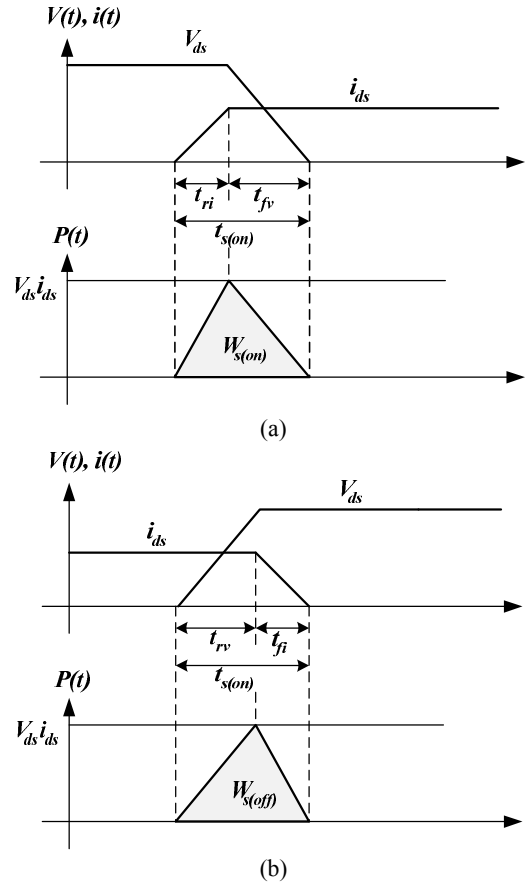 V(t), i(t)
V_ds
i_ds
t_ri t_fv
t_s(on)
P(t)
V_ds i_ds
W_s(on)
(a)
V(t), i(t)
V_ds
i_ds
t_rv t_fi
t_s(on)
P(t)
V_ds i_ds
W_s(off)
(b)